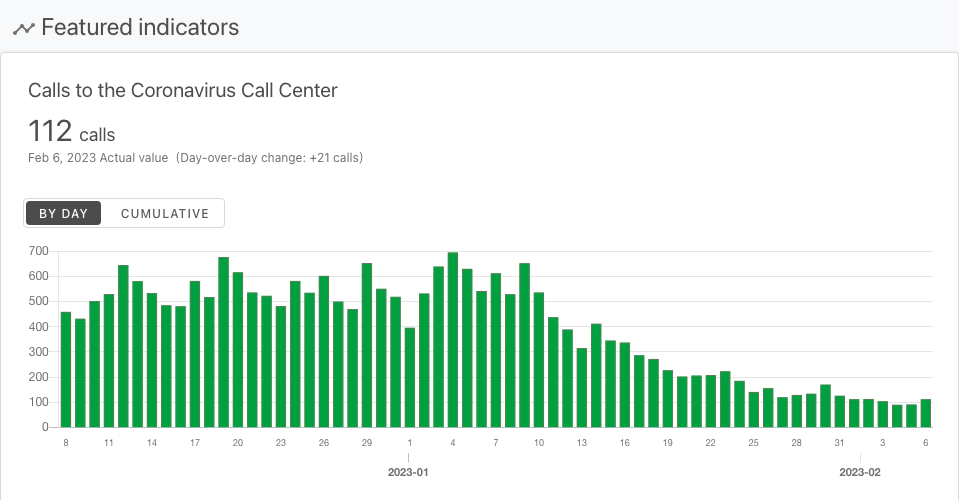 Featured indicators
Calls to the Coronavirus Call Center
112 calls
Feb 6, 2023 Actual value (Day-over-day change: +21 calls)
BY DAY CUMULATIVE
700
600
500
400
300
200
100
0
8 11 14 17 20 23 26 29 1 4 7 10 13 16 19 22 25 28 31 3 6
2023-01 2023-02